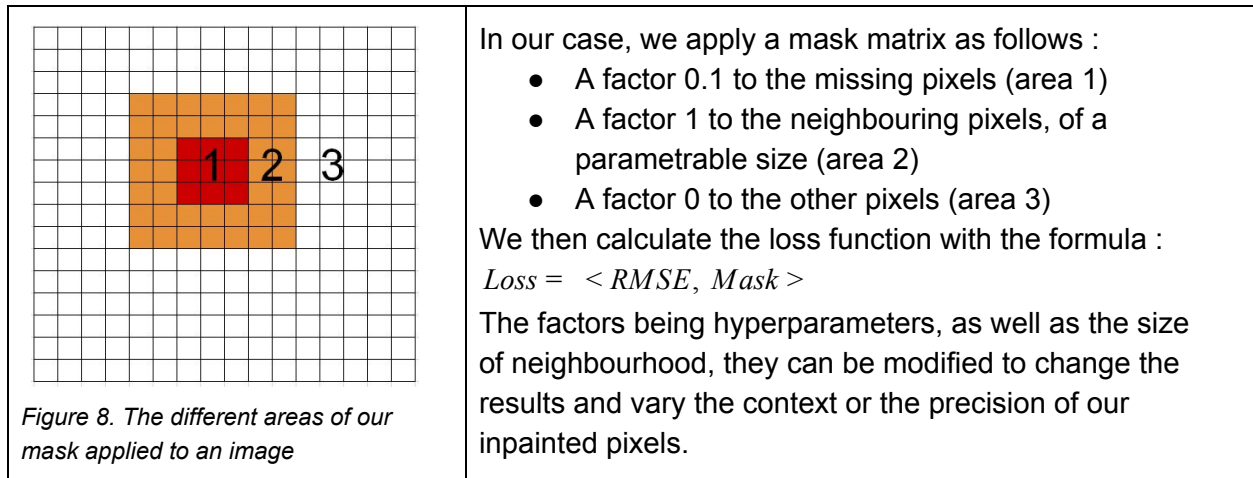 1 2 3
Figure 8. The different areas of our
mask applied to an image
In our case, we apply a mask matrix as follows :
● A factor 0.1 to the missing pixels (area 1)
● A factor 1 to the neighbouring pixels, of a
parametrable size (area 2)
● A factor 0 to the other pixels (area 3)
We then calculate the loss function with the formula :
Loss = < RMSE, Mask >
The factors being hyperparameters, as well as the size
of neighbourhood, they can be modified to change the
results and vary the context or the precision of our
inpainted pixels.